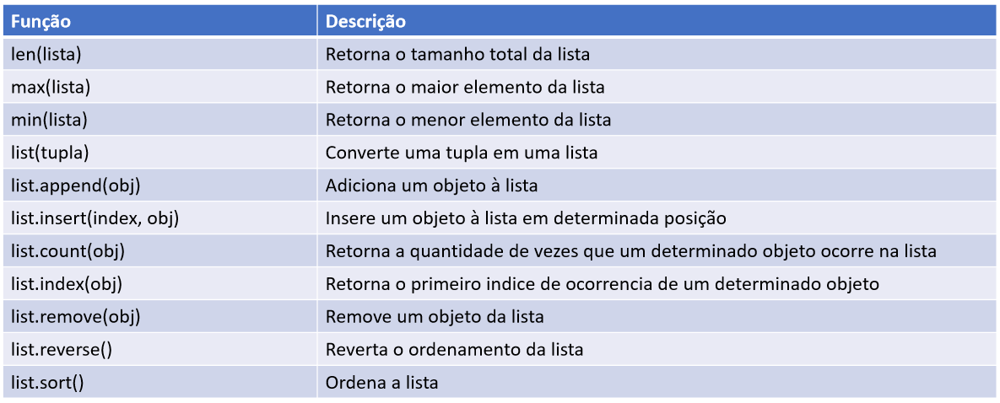 Função Descrição
len(lista) Retorna o tamanho total da lista
max(lista) Retorna o maior elemento da lista
min(lista) Retorna o menor elemento da lista
list(tupla) Converte uma tupla em uma lista
list.append(obj) Adiciona um objeto à lista
list.insert(index, obj) Insere um objeto à lista em determinada posição
list.count(obj) Retorna a quantidade de vezes que um determinado objeto ocorre na lista
list.index(obj) Retorna o primeiro indice de ocorrencia de um determinado objeto
list.remove(obj) Remove um objeto da lista
list.reverse() Reverta o ordenamento da lista
list.sort() Ordena a lista